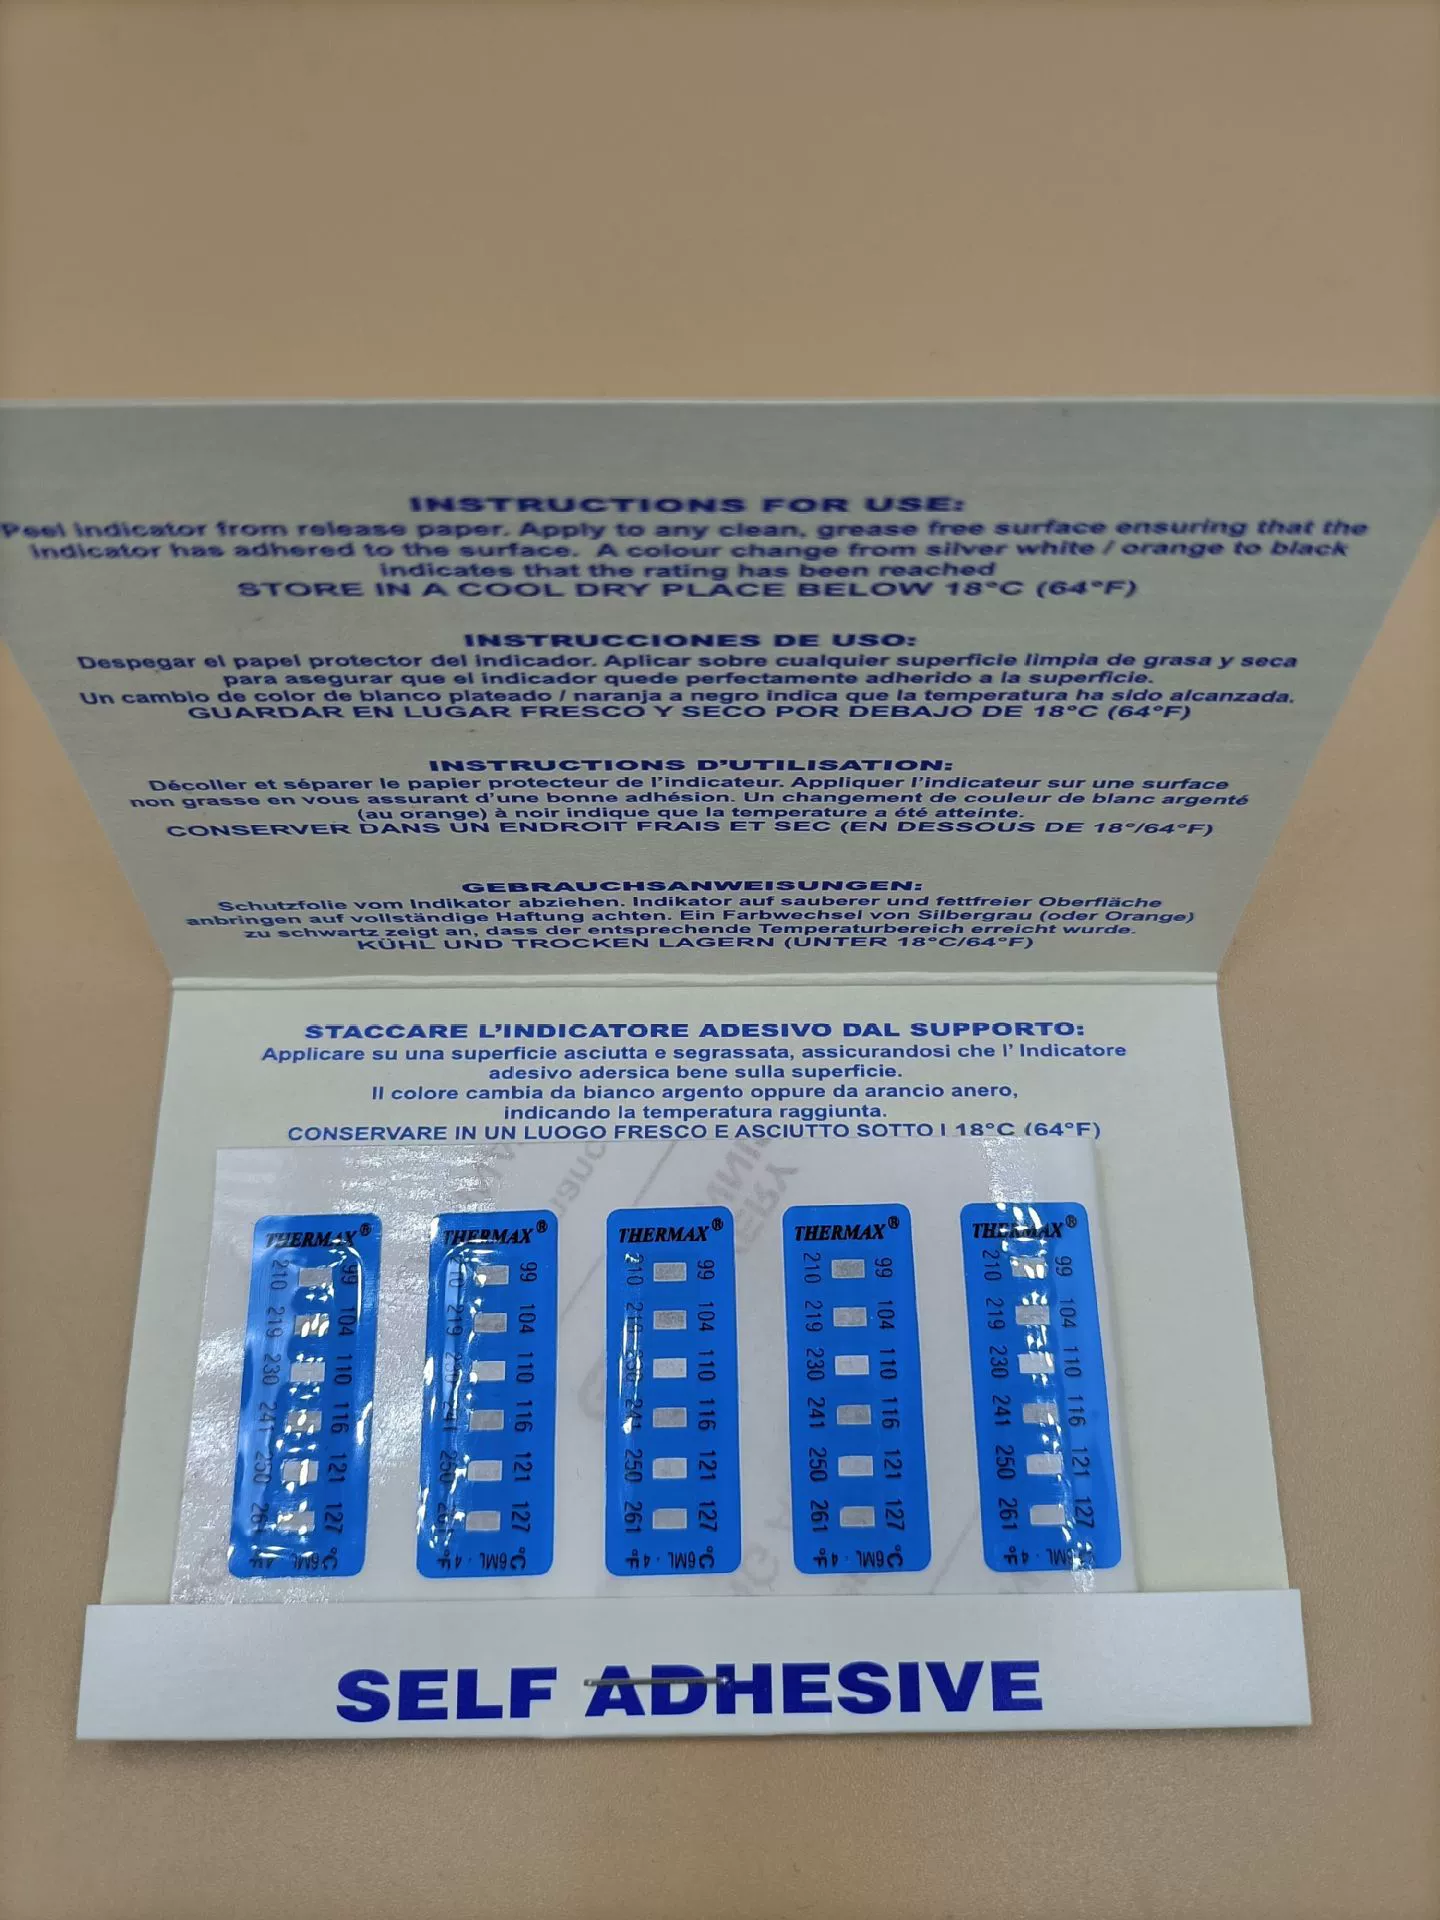 INSTRUCTIONS FOR USE:
Peel indicator from release paper. Apply to any clean, grease free surface ensuring that the
indicator has adhered to the surface. A colour change from silver white / orange to black
indicates that the rating has been reached
STORE IN A COOL DRY PLACE BELOW 18°C (64°F)
INSTRUCCIONES DE USO:
Despegar el papel protector del indicador. Aplicar sobre cualquier superficie limpia de grasa y seca
para asegurar que el indicador quede perfectamente adherido a la superficie.
Un cambio de color de blanco plateado / naranja a negro indica que la temperatura ha sido alcanzada.
GUARDAR EN LUGAR FRESCO Y SECO POR DEBAJO DE 18°C (64°F)
INSTRUCTIONS D'UTILISATION:
Décoller et séparer le papier protecteur de l'indicateur. Appliquer l'indicateur sur une surface
non grasse en vous assurant d'une bonne adhésion. Un changement de couleur de blanc argenté
(au orange) à noir indique que la temperature a été atteinte.
CONSERVER DANS UN ENDROIT FRAIS ET SEC (EN DESSOUS DE 18°/64°F)
GEBRAUCHSANWEISUNGEN:
Schutzfolie vom Indikator abziehen. Indikator auf sauberer und fettfreier Oberfläche
anbringen auf vollständige Haftung achten. Ein Farbwechsel von Silbergrau (oder Orange)
zu schwartz zeigt an, dass der entsprechende Temperaturbereich erreicht wurde.
KÜHL UND TROCKEN LAGERN (UNTER 18°C/64°F)
STACCARE L'INDICATORE ADESIVO DAL SUPPORTO:
Applicare su una superficie asciutta e segrassata, assicurandosi che l' Indicatore
adesivo adersica bene sulla superficie.
Il colore cambia da bianco argento oppure da arancio anero,
indicando la temperatura raggiunta.
CONSERVARE IN UN LUOGO FRESCO E ASCIUTTO SOTTO I 18°C (64°F)
THERMAX®
210 99
219 104
230 110
241 116
250 121
261 127
°F 4 · 6ML °C
THERMAX®
210 99
219 104
230 110
241 116
250 121
261 127
°F 4 · 6ML °C
THERMAX®
210 99
219 104
230 110
241 116
250 121
261 127
°F 4 · 6ML °C
THERMAX®
210 99
219 104
230 110
241 116
250 121
261 127
°F 4 · 6ML °C
THERMAX®
210 99
219 104
230 110
241 116
250 121
261 127
°F 4 · 6ML
SELF ADHESIVE